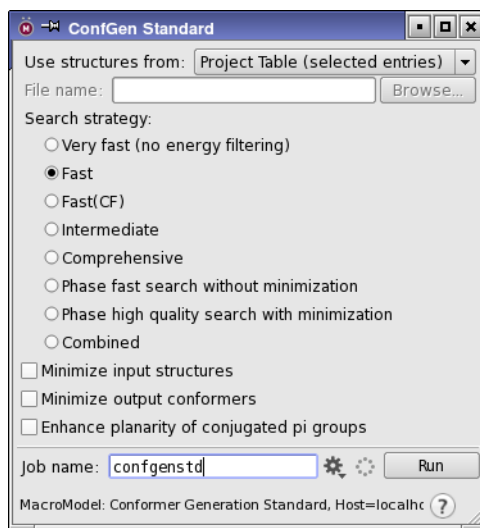 ConfGen Standard
Use structures from: Project Table (selected entries)
File name: Browse...
Search strategy:
Very fast (no energy filtering)
Fast
Fast(CF)
Intermediate
Comprehensive
Phase fast search without minimization
Phase high quality search with minimization
Combined
Minimize input structures
Minimize output conformers
Enhance planarity of conjugated pi groups
Job name: confgenstd Run
MacroModel: Conformer Generation Standard, Host=localhc ?